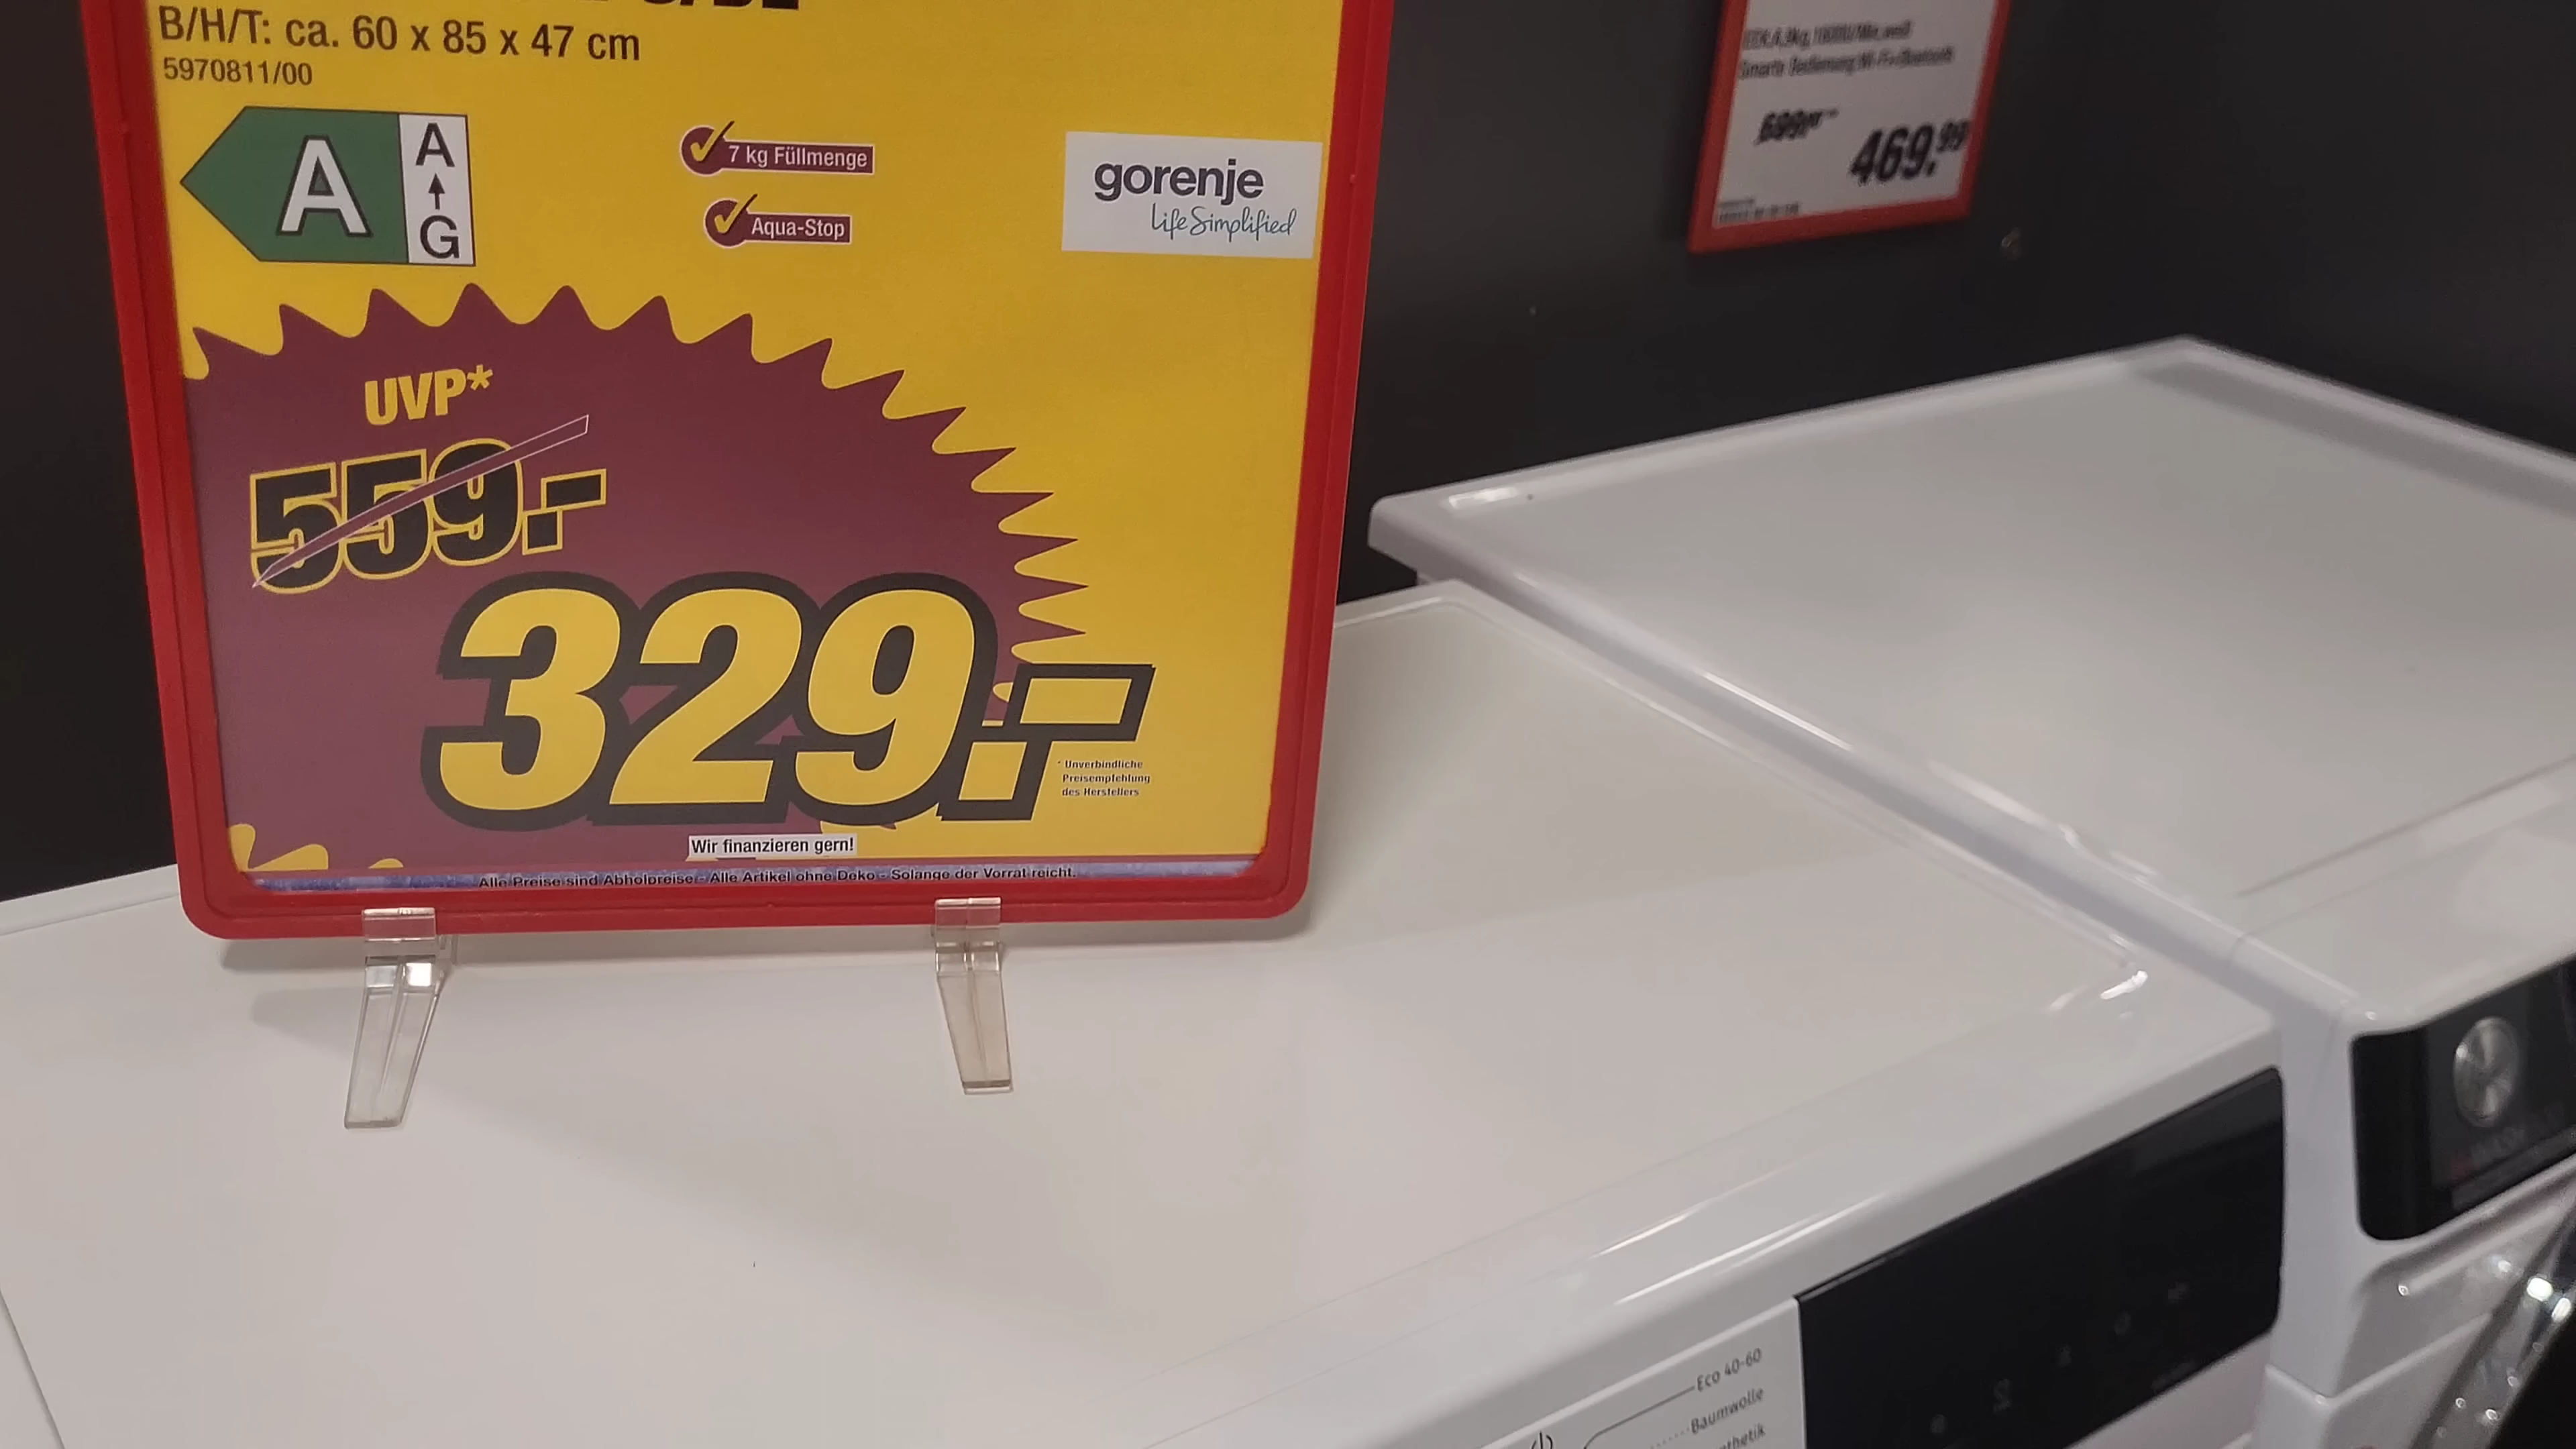 B/H/T: ca. 60 x 85 x 47 cm
5970811/00
A
A
G
7 kg Füllmenge
Aqua-Stop
gorenje
Life Simplified
UVP*
559.-
329.-
* Unverbindliche
Preisempfehlung
des Herstellers
Wir finanzieren gern!
Alle Preise sind Abholpreise - Alle Artikel ohne Deko - Solange der Vorrat reicht.
469.99
Eco 40-60
Baumwolle